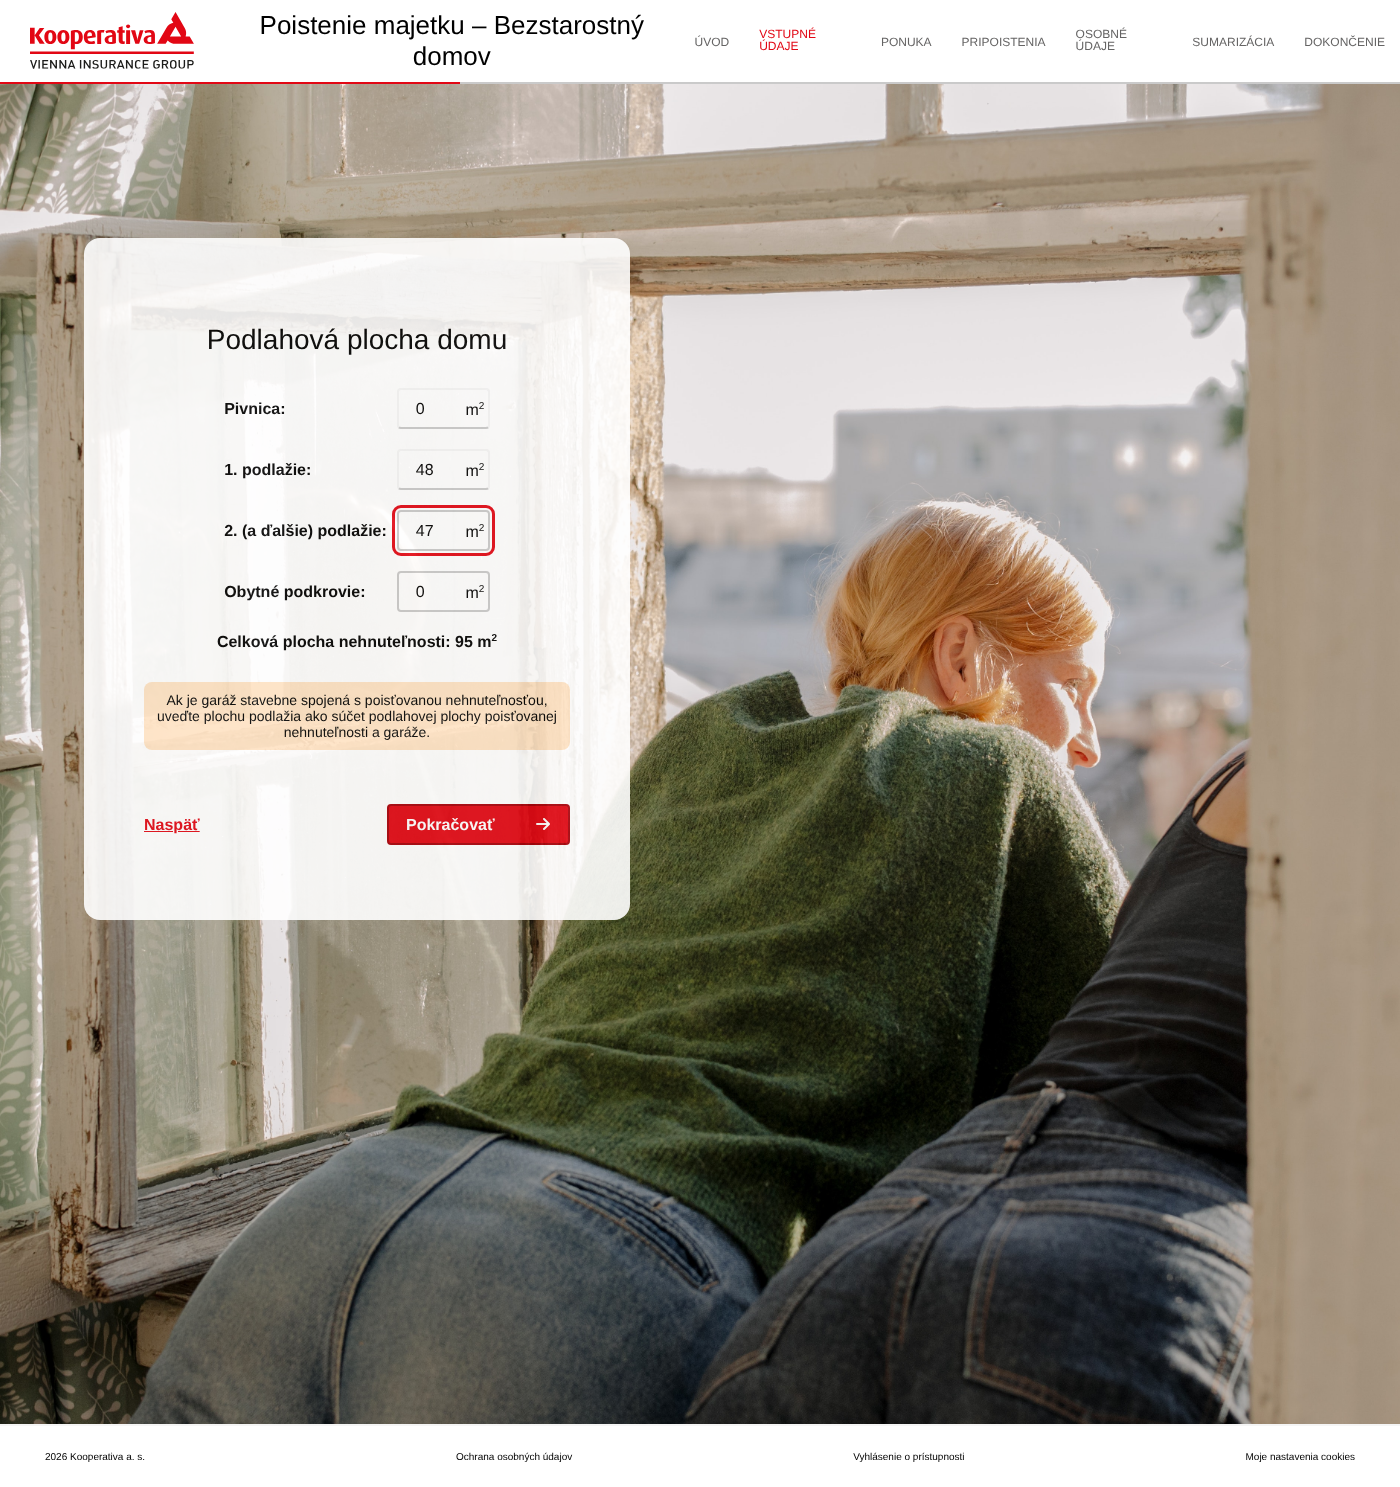 Kooperativa
VIENNA INSURANCE GROUP
Poistenie majetku – Bezstarostný
domov
ÚVOD
VSTUPNÉ
ÚDAJE
PONUKA
PRIPOISTENIA
OSOBNÉ
ÚDAJE
SUMARIZÁCIA
DOKONČENIE
Podlahová plocha domu
Pivnica: 0 m²
1. podlažie: 48 m²
2. (a ďalšie) podlažie: 47 m²
Obytné podkrovie: 0 m²
Celková plocha nehnuteľnosti: 95 m²
Ak je garáž stavebne spojená s poisťovanou nehnuteľnosťou,
uveďte plochu podlažia ako súčet podlahovej plochy poisťovanej
nehnuteľnosti a garáže.
Naspäť
Pokračovať
2026 Kooperativa a. s.
Ochrana osobných údajov
Vyhlásenie o prístupnosti
Moje nastavenia cookies